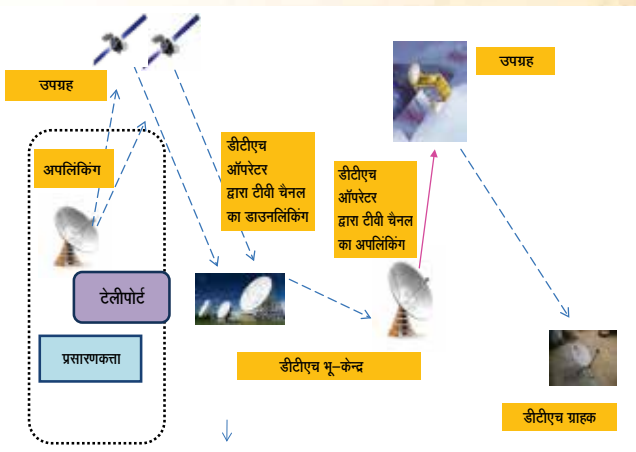 उपग्रह
उपग्रह
अपलिंकिंग
डीटीएच
ऑपरेटर
द्वारा टीवी चैनल
का डाउनलिंकिंग
डीटीएच
ऑपरेटर
द्वारा टीवी चैनल
का अपलिंकिंग
टेलीपोर्ट
प्रसारणकत्ता
डीटीएच भू–केन्द्र
डीटीएच ग्राहक